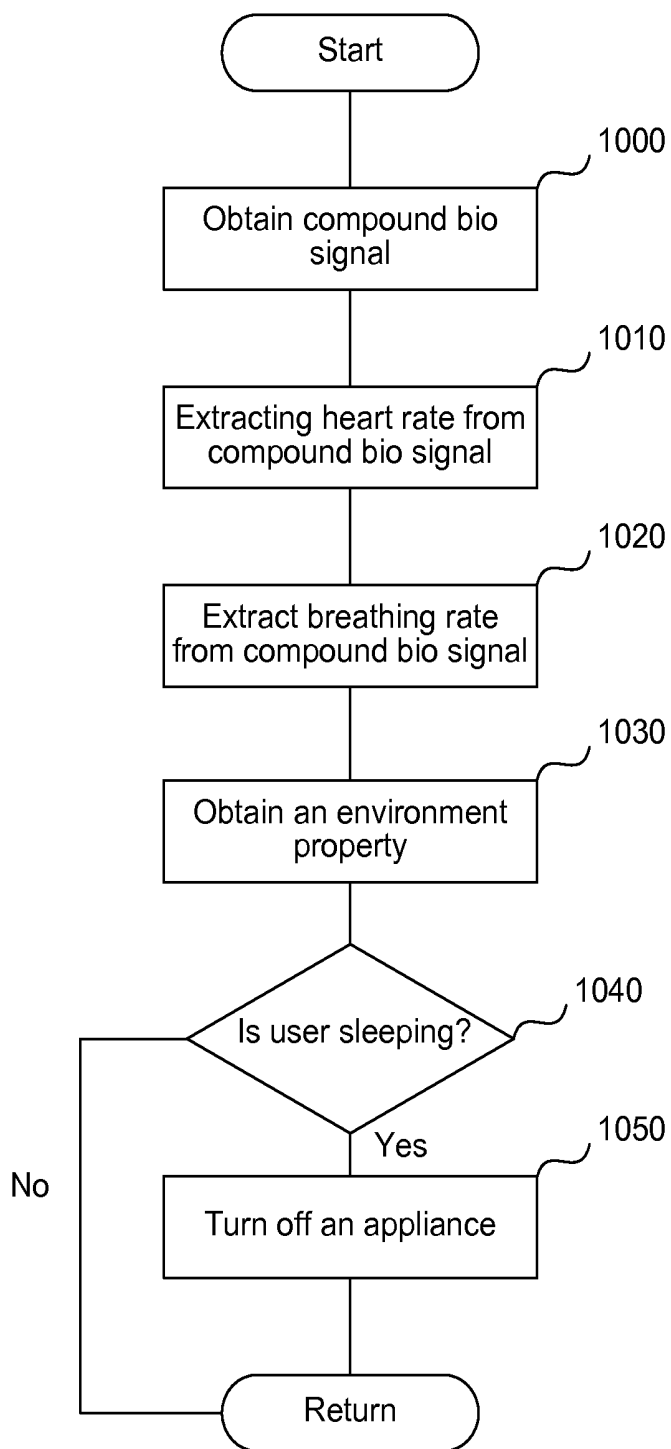 Start
1000
Obtain compound bio
signal
1010
Extracting heart rate from
compound bio signal
1020
Extract breathing rate
from compound bio signal
1030
Obtain an environment
property
1040
Is user sleeping?
Yes
1050
No
Turn off an appliance
Return